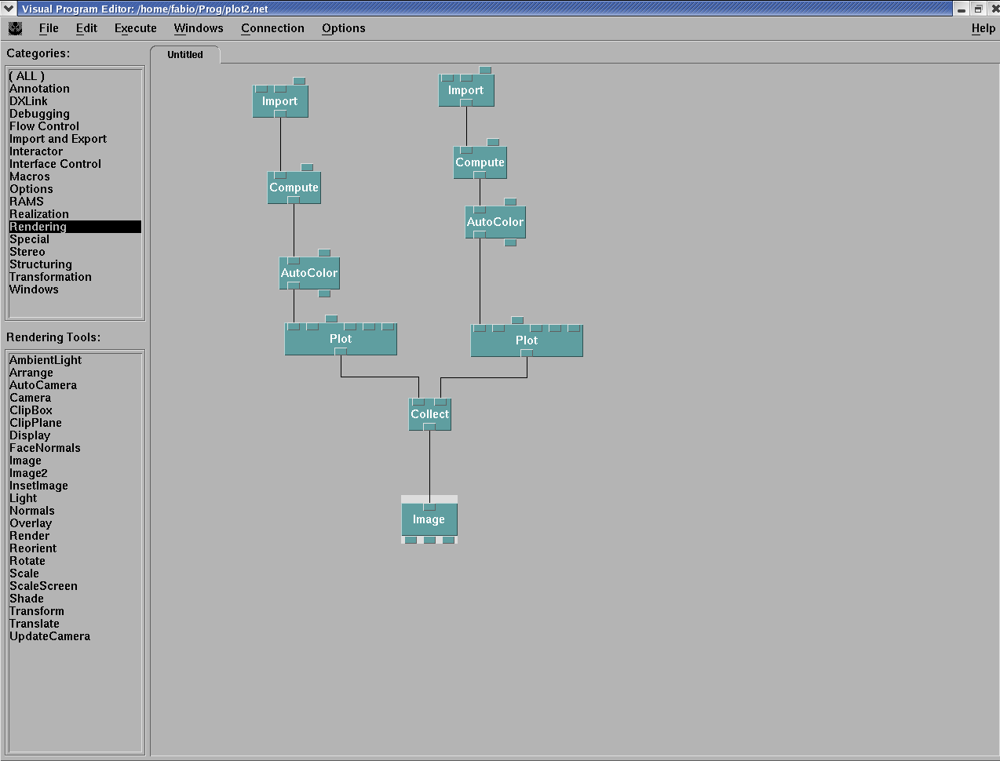 Visual Program Editor: /home/fabio/Prog/plot2.net
File Edit Execute Windows Connection Options Help
Categories:
( ALL )
Annotation
DXLink
Debugging
Flow Control
Import and Export
Interactor
Interface Control
Macros
Options
RAMS
Realization
Rendering
Special
Stereo
Structuring
Transformation
Windows
Rendering Tools:
AmbientLight
Arrange
AutoCamera
Camera
ClipBox
ClipPlane
Display
FaceNormals
Image
Image2
InsetImage
Light
Normals
Overlay
Render
Reorient
Rotate
Scale
ScaleScreen
Shade
Transform
Translate
UpdateCamera
Untitled
Import
Import
Compute
Compute
AutoColor
AutoColor
Plot
Plot
Collect
Image